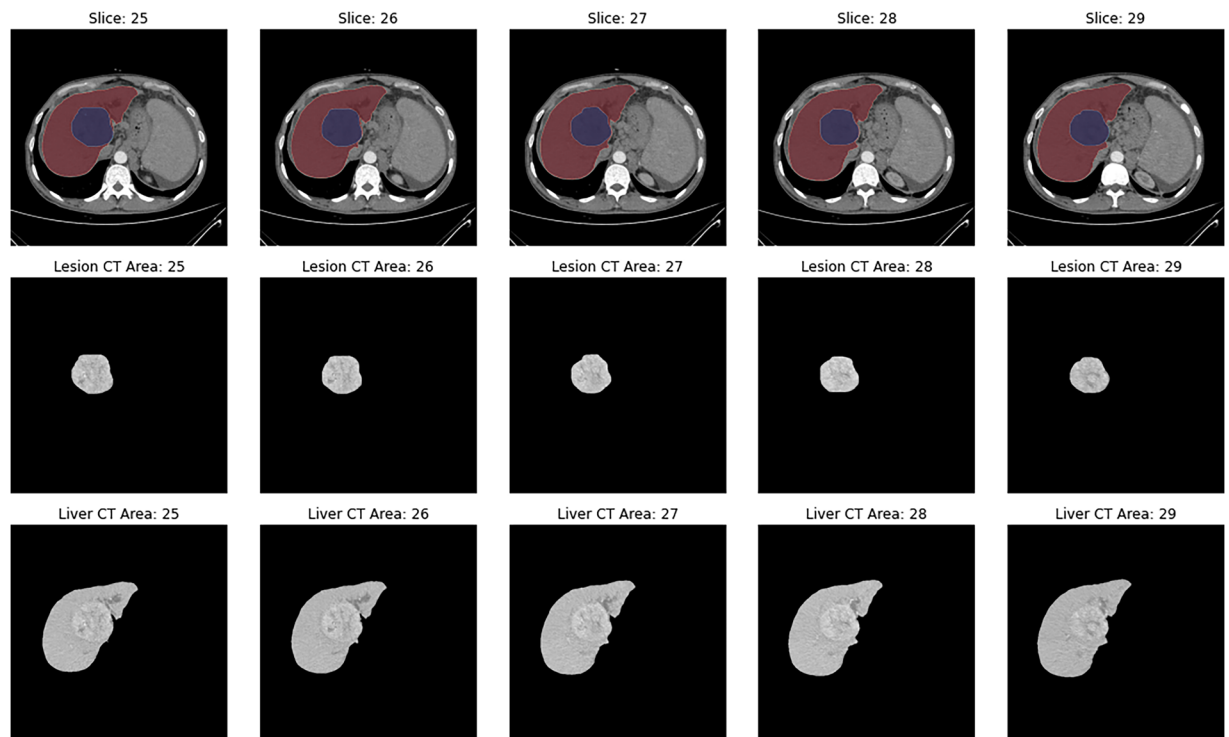 Slice: 25
Slice: 26
Slice: 27
Slice: 28
Slice: 29
Lesion CT Area: 25
Lesion CT Area: 26
Lesion CT Area: 27
Lesion CT Area: 28
Lesion CT Area: 29
Liver CT Area: 25
Liver CT Area: 26
Liver CT Area: 27
Liver CT Area: 28
Liver CT Area: 29